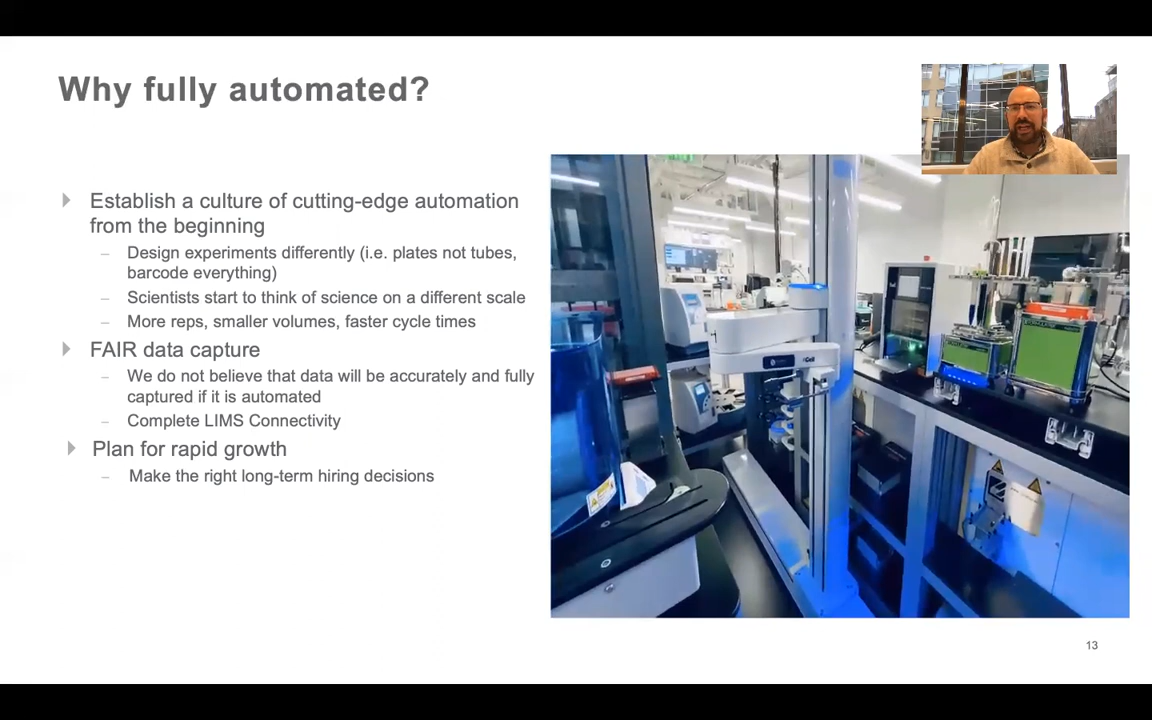 Why fully automated?
Establish a culture of cutting-edge automation
from the beginning
– Design experiments differently (i.e. plates not tubes,
barcode everything)
– Scientists start to think of science on a different scale
– More reps, smaller volumes, faster cycle times
FAIR data capture
– We do not believe that data will be accurately and fully
captured if it is automated
– Complete LIMS Connectivity
Plan for rapid growth
– Make the right long-term hiring decisions
13